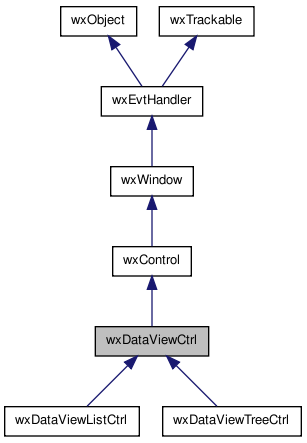 wxObject
wxTrackable
wxEvtHandler
wxWindow
wxControl
wxDataViewCtrl
wxDataViewListCtrl
wxDataViewTreeCtrl